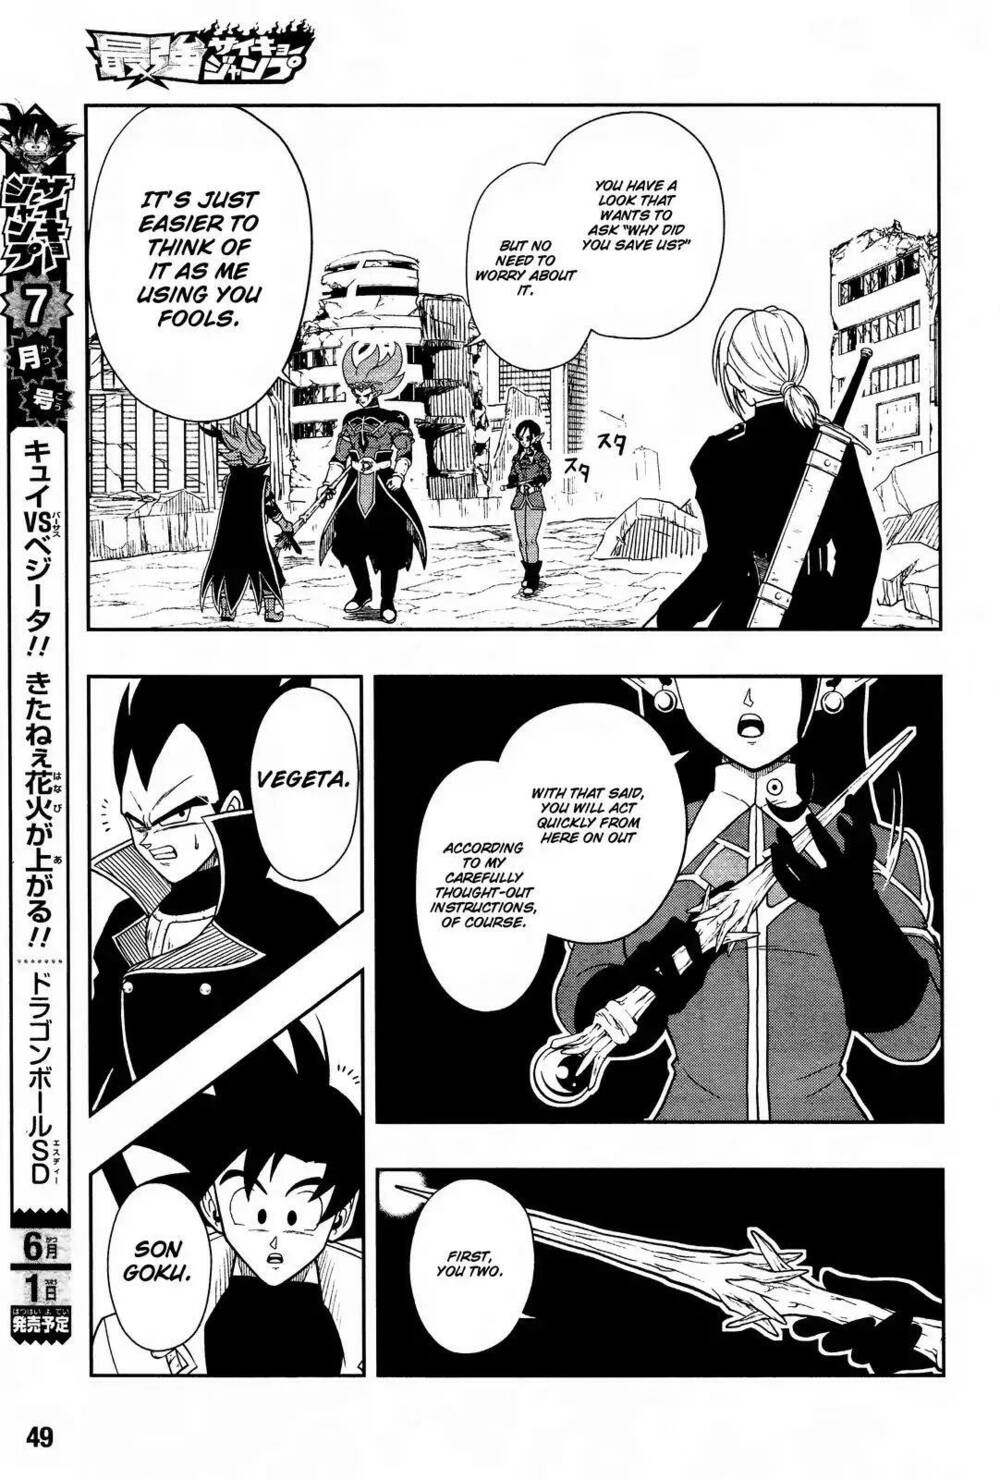 最強
サイキョー
ジャンプ
YOU HAVE A
LOOK THAT
WANTS TO
ASK "WHY DID
YOU SAVE US?"
BUT NO
NEED TO
WORRY ABOUT
IT.
IT'S JUST
EASIER TO
THINK OF
IT AS ME
USING YOU
FOOLS.
スタ
スタ
WITH THAT SAID,
YOU WILL ACT
QUICKLY FROM
HERE ON OUT
ACCORDING
TO MY
CAREFULLY
THOUGHT-OUT
INSTRUCTIONS,
OF COURSE.
VEGETA.
FIRST,
YOU TWO.
SON
GOKU.
サイキョー
ジャンプ
7
月
号
キュイVSベジータ!! きたねぇ花火が上がる!!
ドラゴンボールSD
6月
1日
発売予定
49